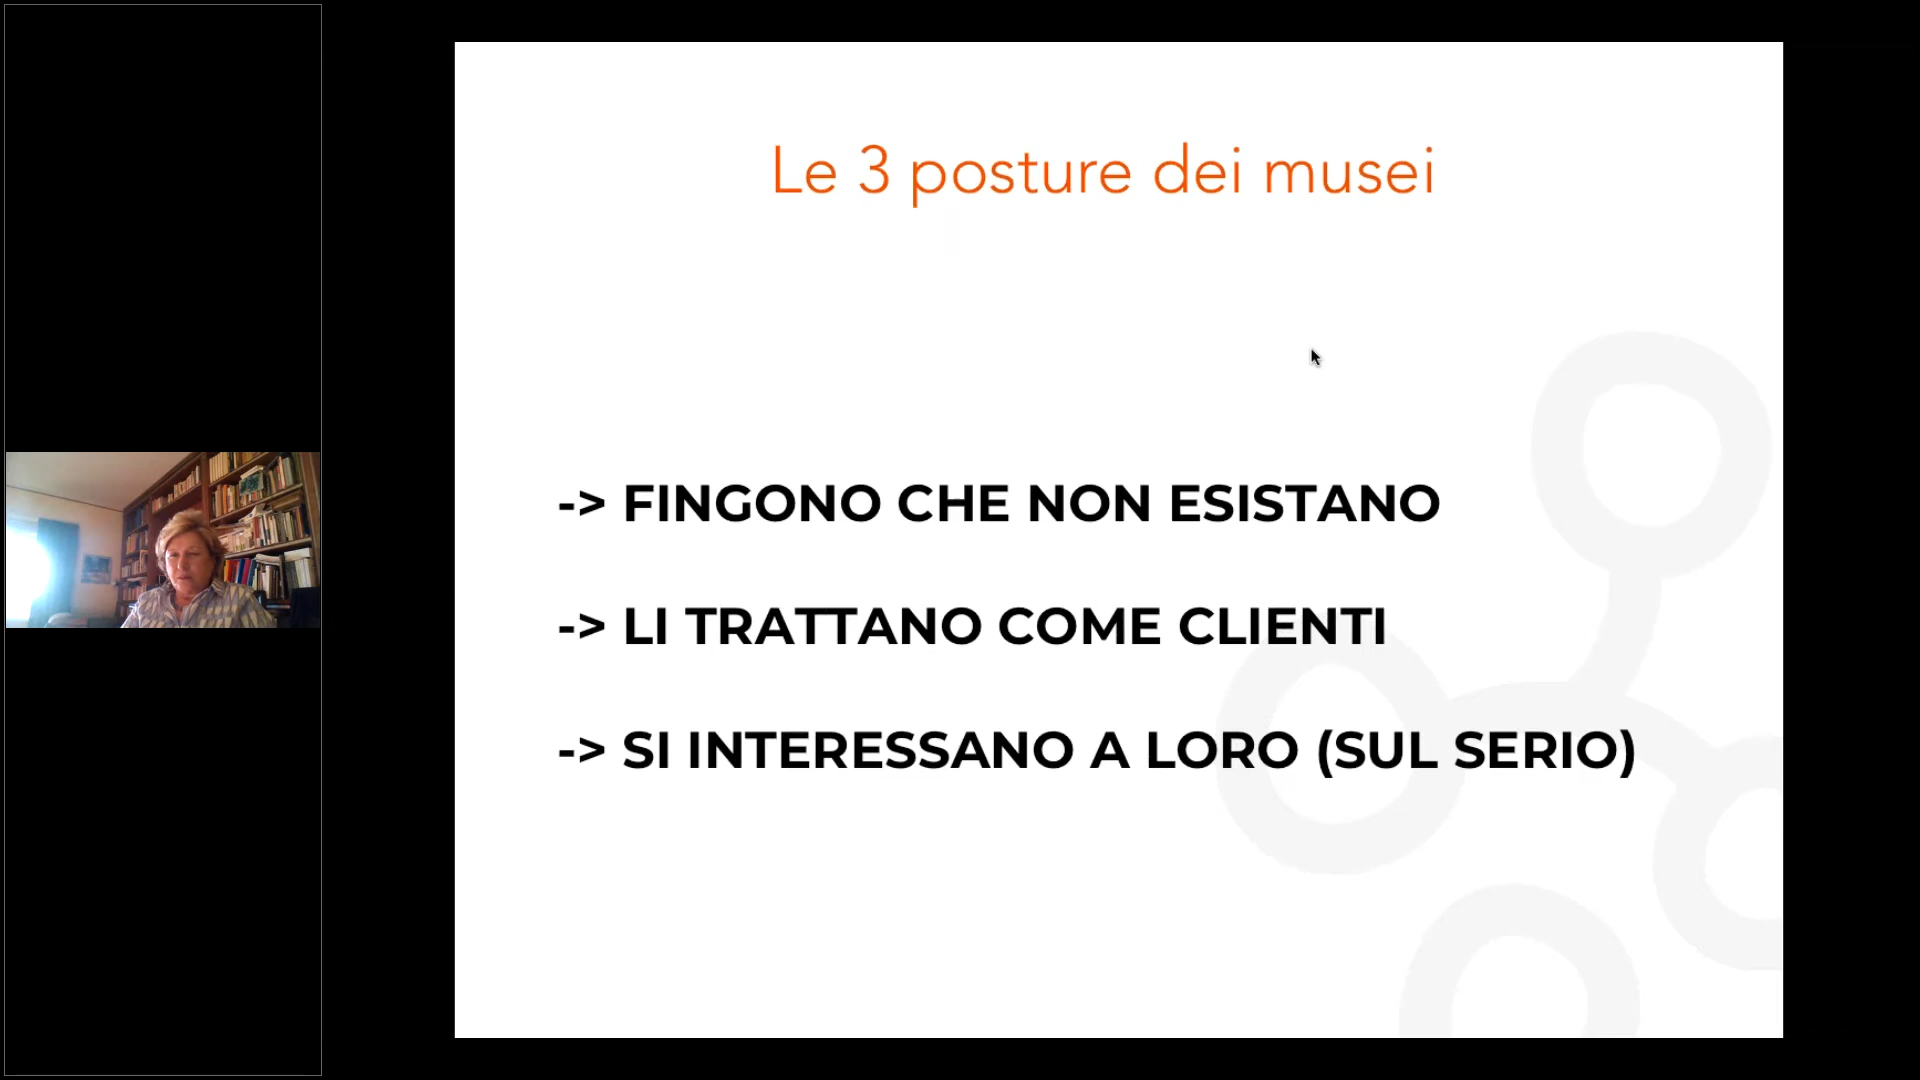 Le 3 posture dei musei
-> FINGONO CHE NON ESISTANO
-> LI TRATTANO COME CLIENTI
-> SI INTERESSANO A LORO (SUL SERIO)